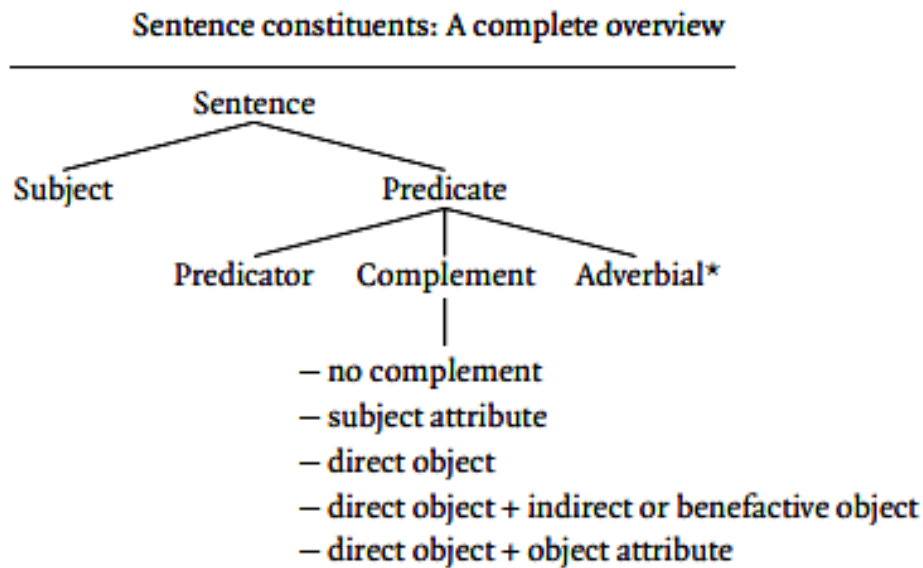 Sentence constituents: A complete overview
Sentence
Subject Predicate
Predicator Complement Adverbial*
– no complement
– subject attribute
– direct object
– direct object + indirect or benefactive object
– direct object + object attribute